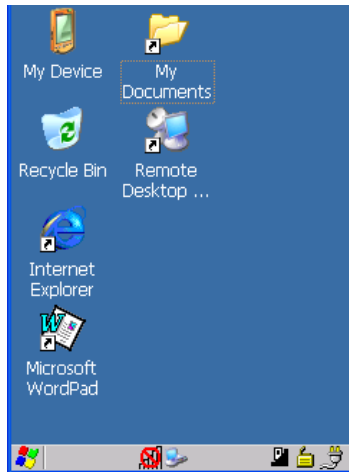 My Device
My
Documents
Recycle Bin
Remote
Desktop ...
Internet
Explorer
Microsoft
WordPad